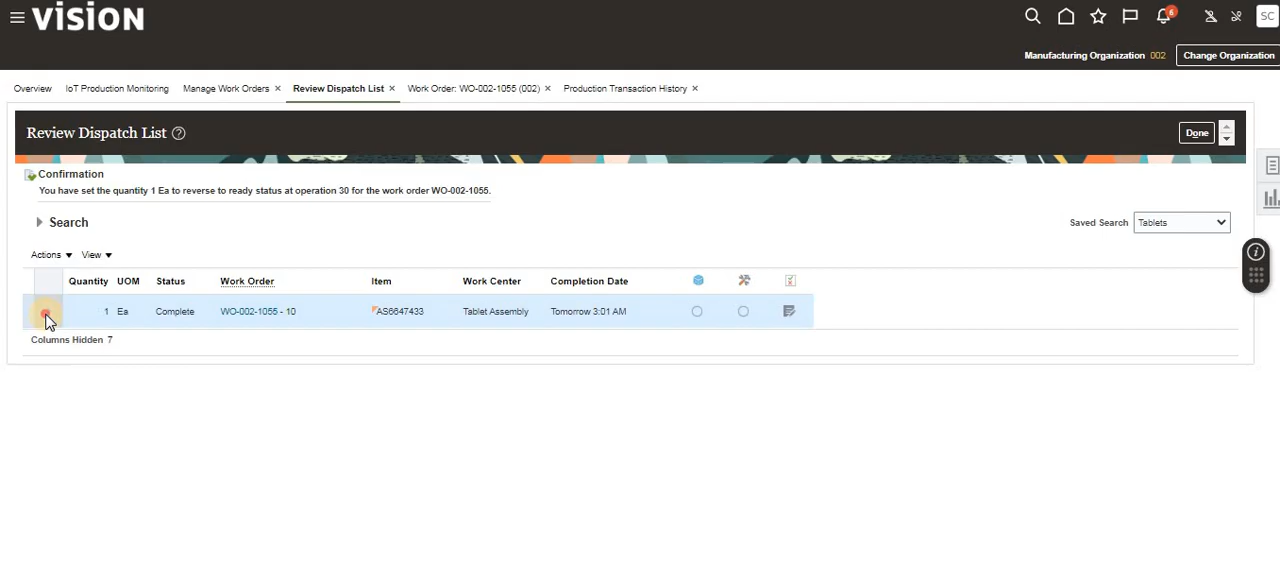 vision
6
SC
Manufacturing Organization 002 Change Organization
Overview IoT Production Monitoring Manage Work Orders × Review Dispatch List × Work Order: WO-002-1055 (002) × Production Transaction History ×
Review Dispatch List ? Done
Confirmation
You have set the quantity 1 Ea to reverse to ready status at operation 30 for the work order WO-002-1055.
Search Saved Search Tablets
Actions View
Quantity UOM Status Work Order Item Work Center Completion Date
1 Ea Complete WO-002-1055 - 10 AS6647433 Tablet Assembly Tomorrow 3:01 AM
Columns Hidden 7